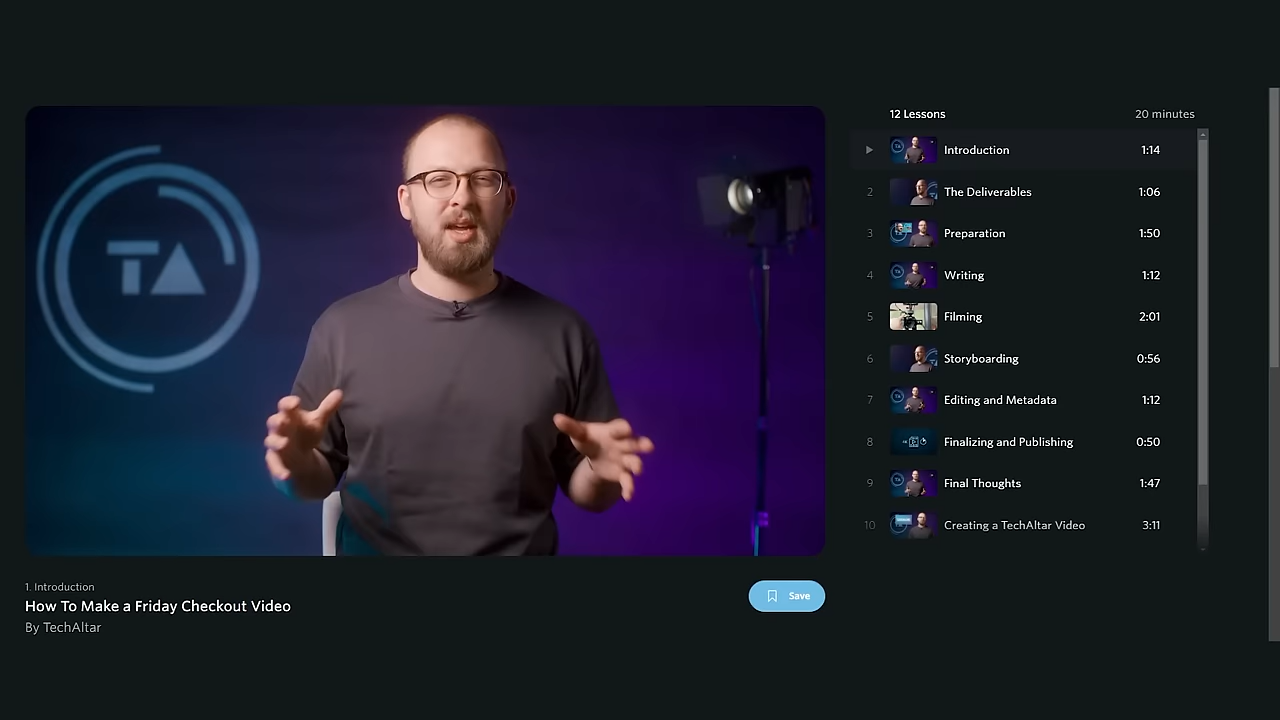 TA
12 Lessons 20 minutes
Introduction 1:14
2 The Deliverables 1:06
3 Preparation 1:50
4 Writing 1:12
5 Filming 2:01
6 Storyboarding 0:56
7 Editing and Metadata 1:12
8 Finalizing and Publishing 0:50
9 Final Thoughts 1:47
10 Creating a TechAltar Video 3:11
1. Introduction
How To Make a Friday Checkout Video
By TechAltar
Save